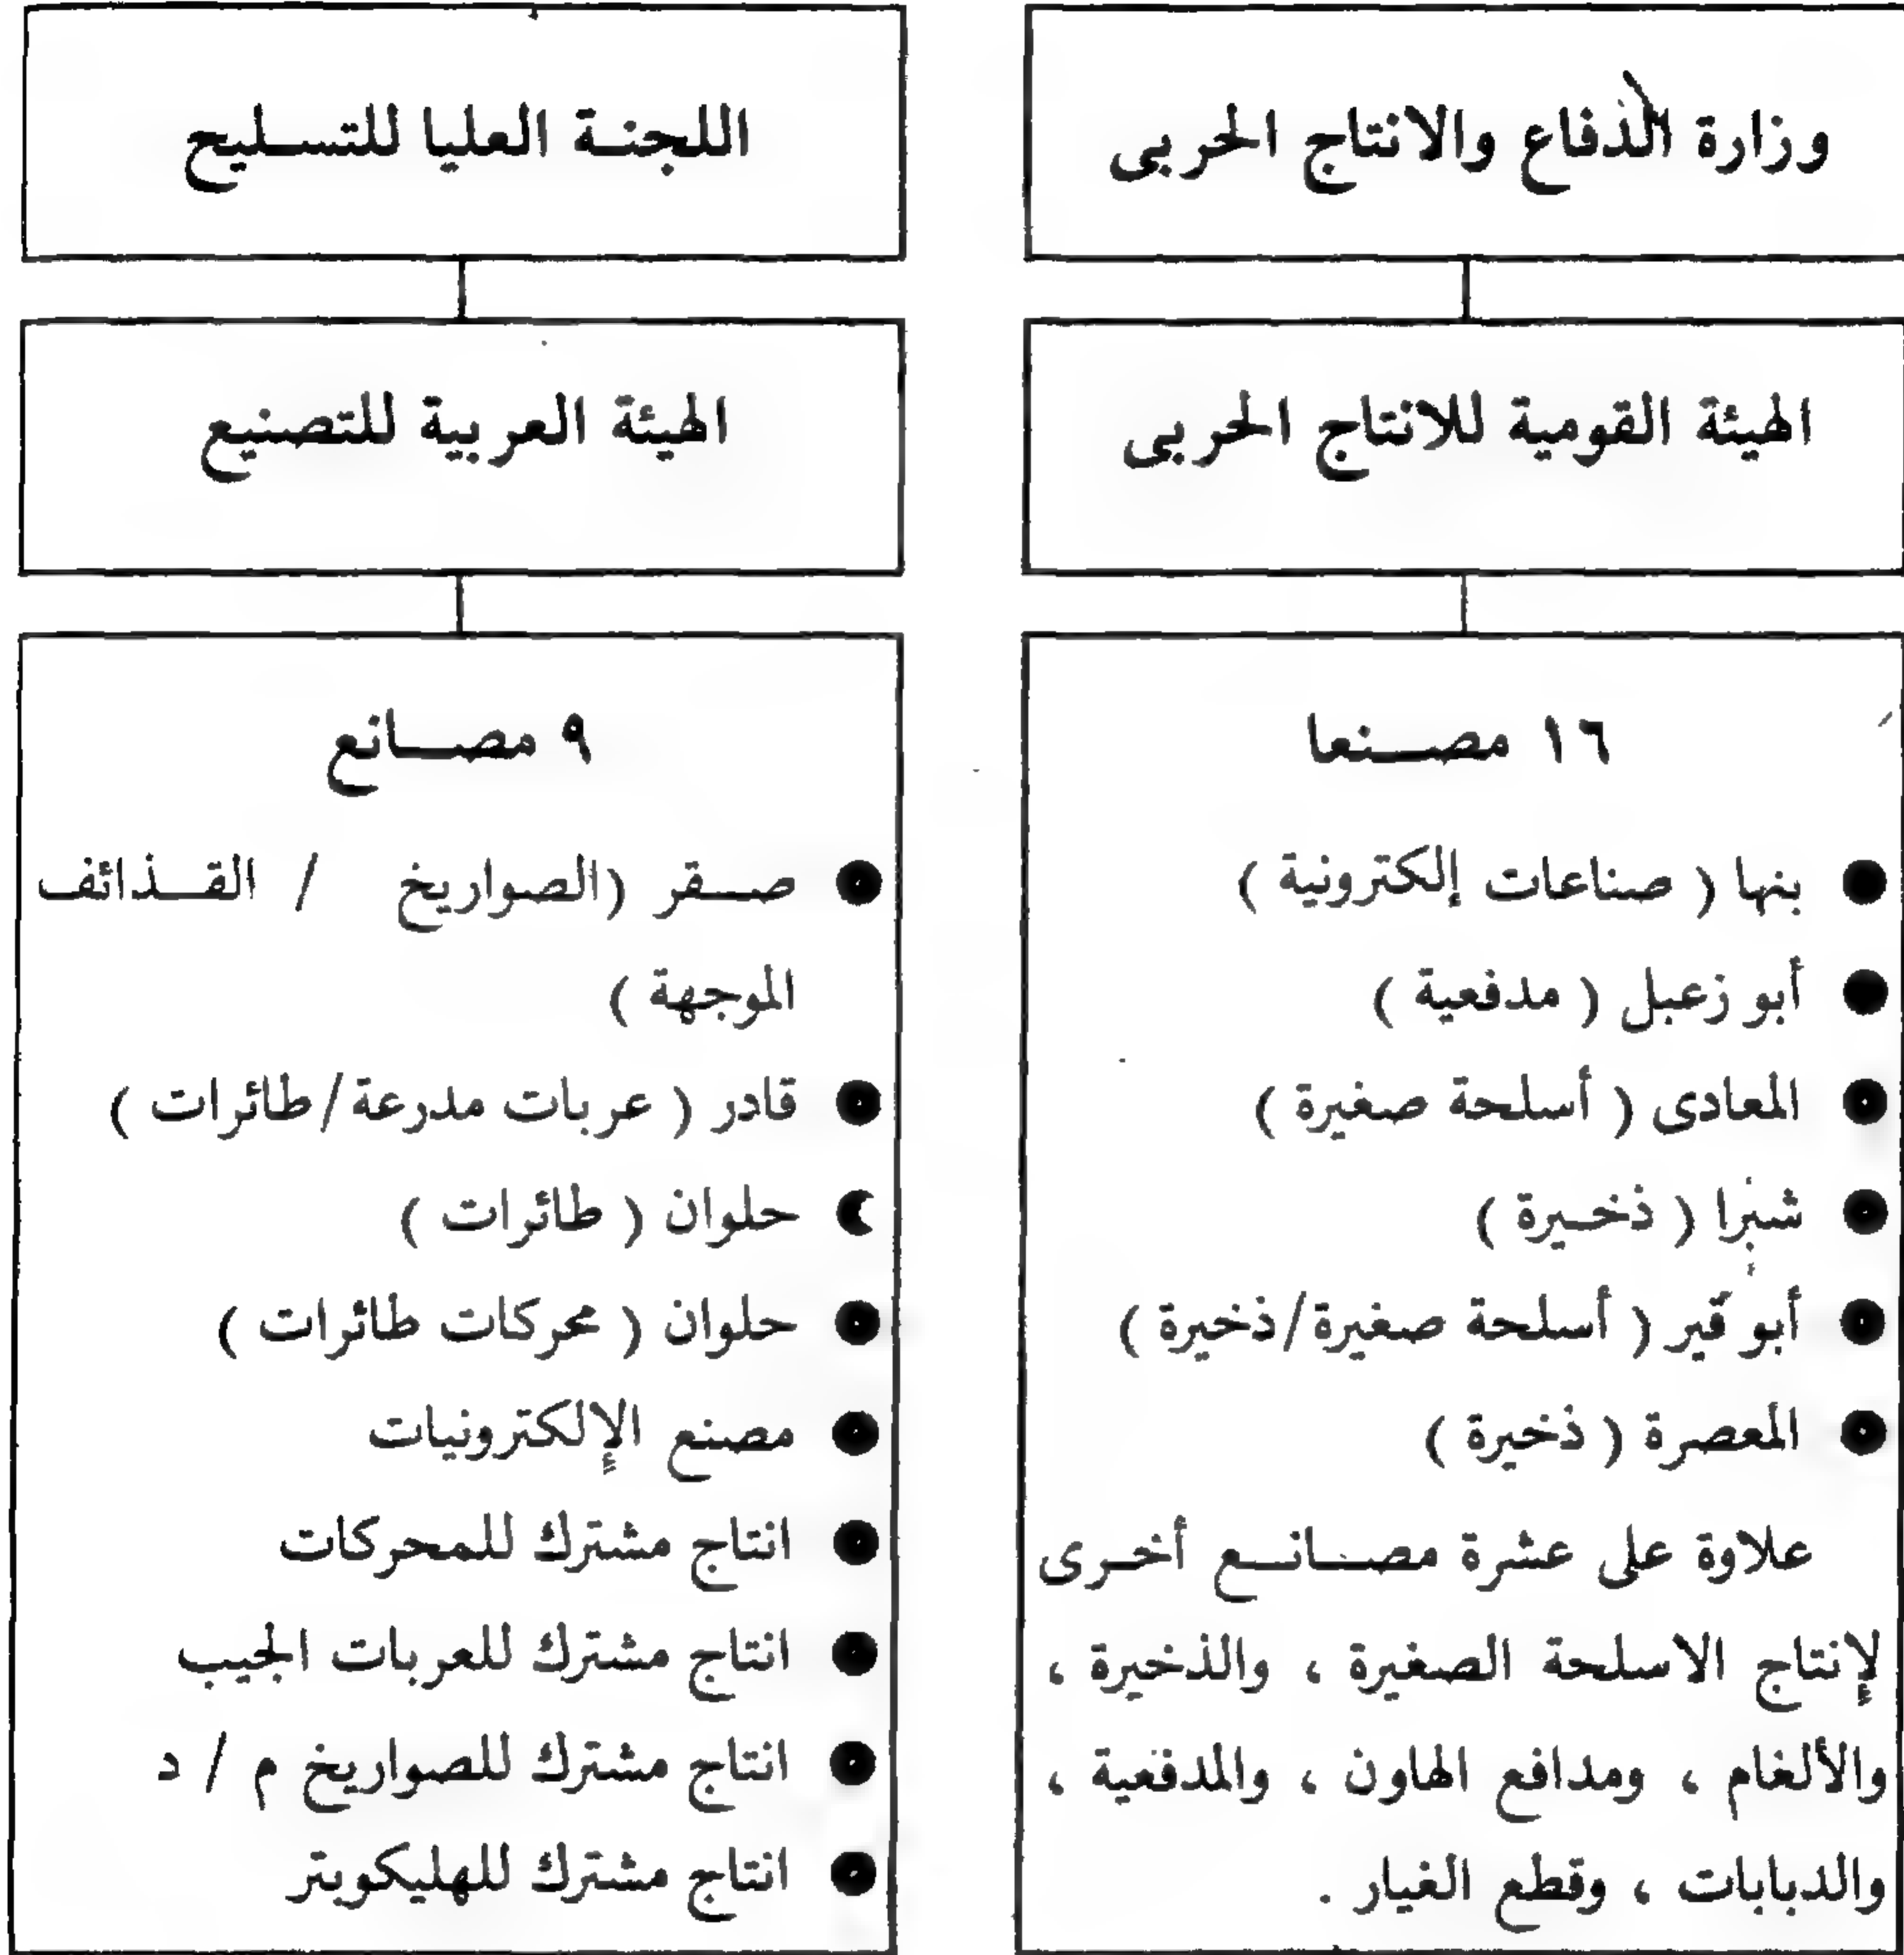 وزارة الدفاع والانتاج الحربى
الهيئة القومية للانتاج الحربى
١٦ مصنعا
● بنها ( صناعات إلكترونية )
● أبو زعبل ( مدفعية )
● المعادى ( أسلحة صغيرة )
● شبرا ( ذخيرة )
● أبو قير ( أسلحة صغيرة/ذخيرة )
● المعصرة ( ذخيرة )
علاوة على عشرة مصانع أخرى
لإنتاج الاسلحة الصغيرة ، والذخيرة ،
والألغام ، ومدافع الهاون ، والمدفعية ،
والدبابات ، وقطع الغيار .
اللجنة العليا للتسليح
الهيئة العربية للتصنيع
٩ مصانع
● صقر (الصواريخ / القذائف
الموجهة )
● قادر ( عربات مدرعة/طائرات )
● حلوان ( طائرات )
● حلوان ( محركات طائرات )
● مصنع الإلكترونيات
● انتاج مشترك للمحركات
● انتاج مشترك للعربات الجيب
● انتاج مشترك للصواريخ م / د
● انتاج مشترك للهليكوبتر